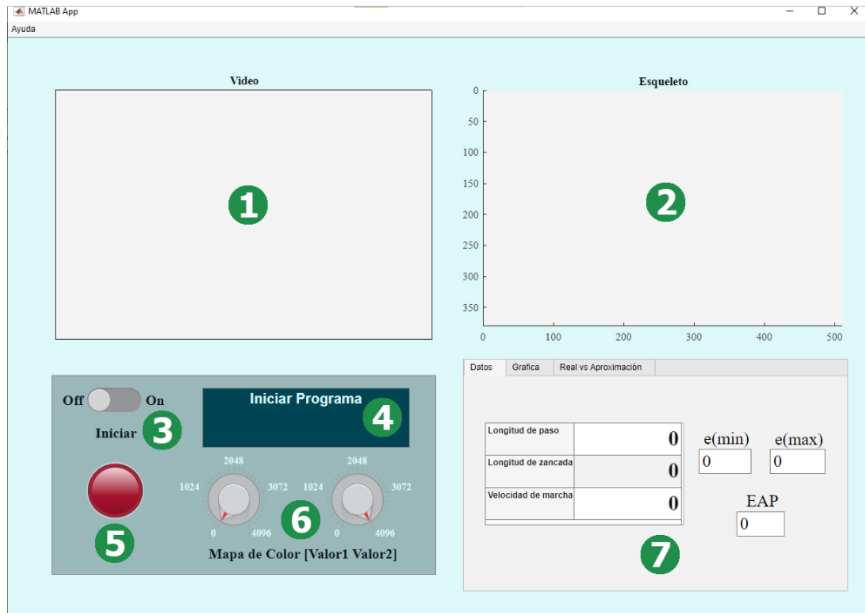 MATLAB App
Ayuda
Video
1
Esqueleto
0
50
100
150
200
250
300
350
0 100 200 300 400 500
2
Off On
Iniciar
3
Iniciar Programa
4
5
2048
1024 3072
0 4096
2048
1024 3072
0 4096
6
Mapa de Color [Valor1 Valor2]
Datos Grafica Real vs Aproximación
Longitud de paso 0
Longitud de zancada 0
Velocidad de marcha 0
e(min) e(max)
0 0
EAP
0
7